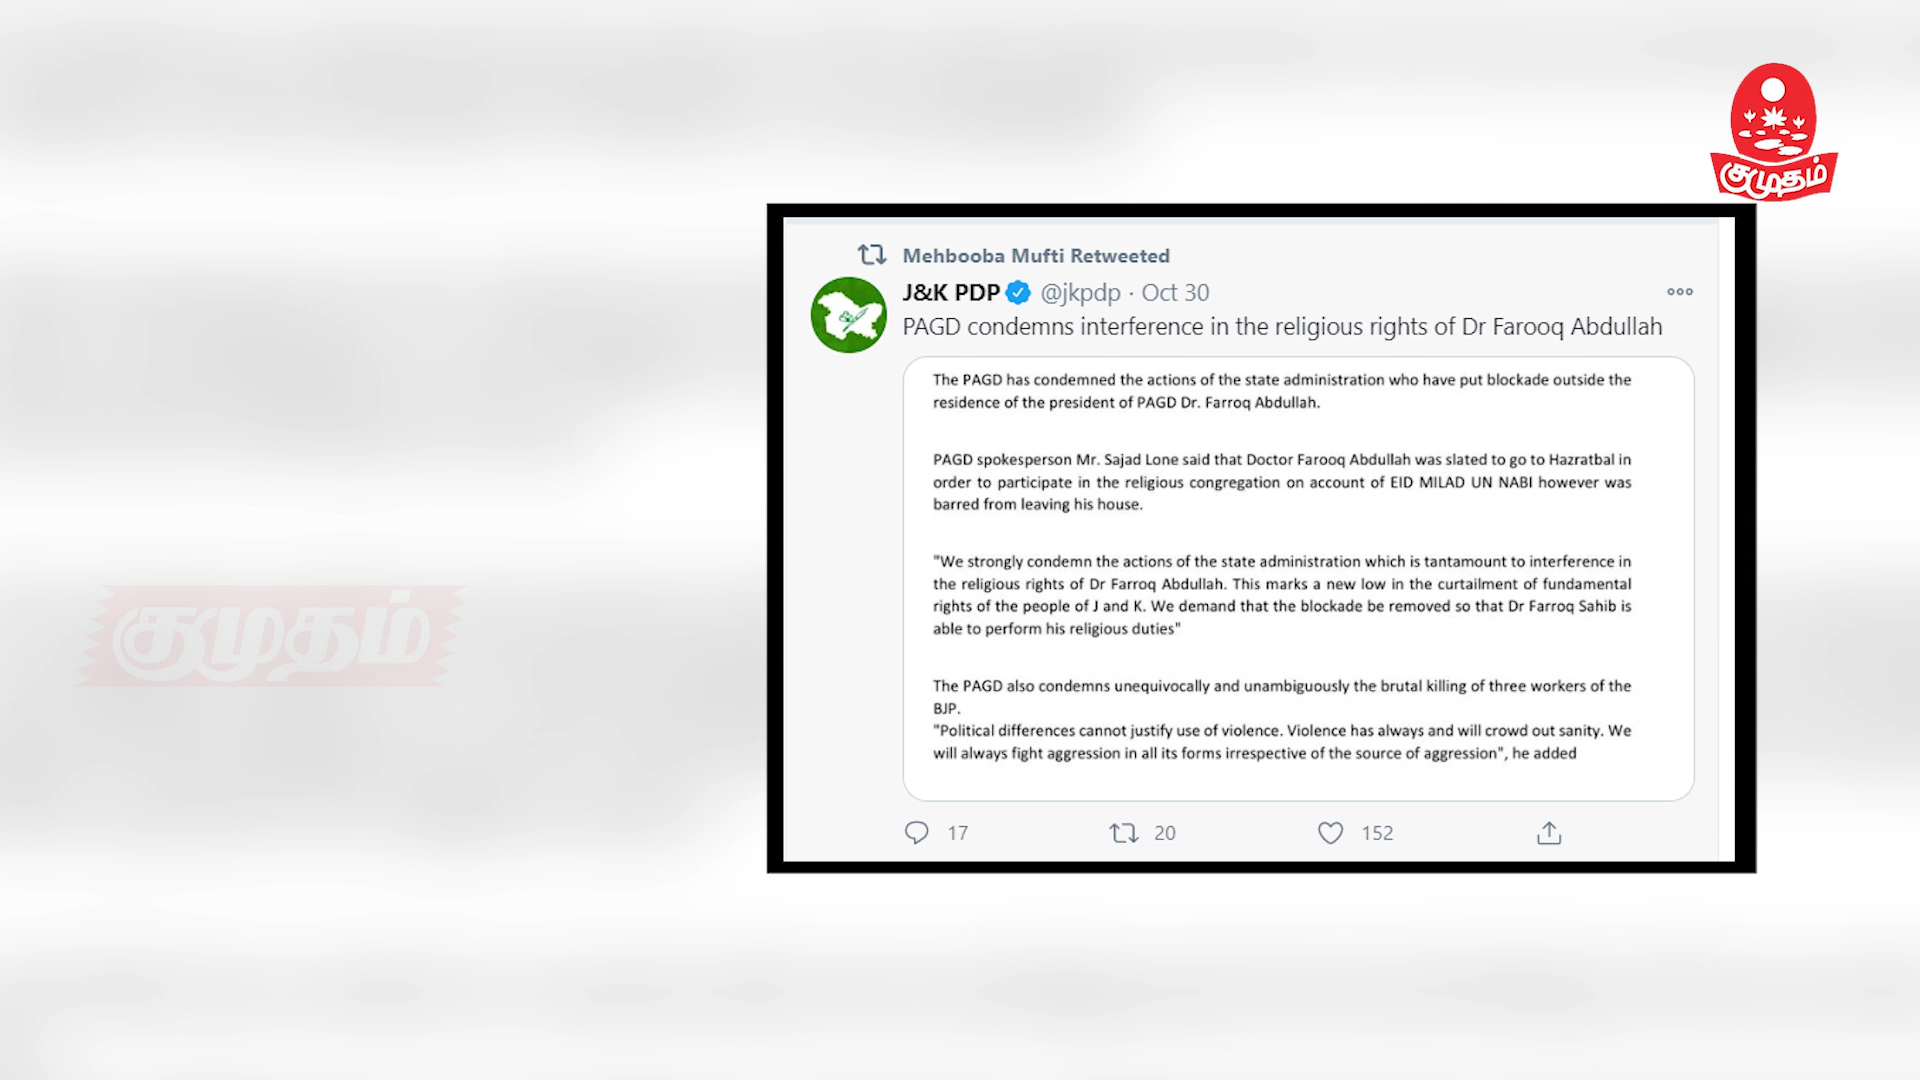 குமுதம்
Mehbooba Mufti Retweeted
J&K PDP @jkpdp · Oct 30
PAGD condemns interference in the religious rights of Dr Farooq Abdullah
The PAGD has condemned the actions of the state administration who have put blockade outside the
residence of the president of PAGD Dr. Farroq Abdullah.
PAGD spokesperson Mr. Sajad Lone said that Doctor Farooq Abdullah was slated to go to Hazratbal in
order to participate in the religious congregation on account of EID MILAD UN NABI however was
barred from leaving his house.
"We strongly condemn the actions of the state administration which is tantamount to interference in
the religious rights of Dr Farroq Abdullah. This marks a new low in the curtailment of fundamental
rights of the people of J and K. We demand that the blockade be removed so that Dr Farroq Sahib is
able to perform his religious duties"
The PAGD also condemns unequivocally and unambiguously the brutal killing of three workers of the
BJP.
"Political differences cannot justify use of violence. Violence has always and will crowd out sanity. We
will always fight aggression in all its forms irrespective of the source of aggression", he added
17 20 152
குமுதம்